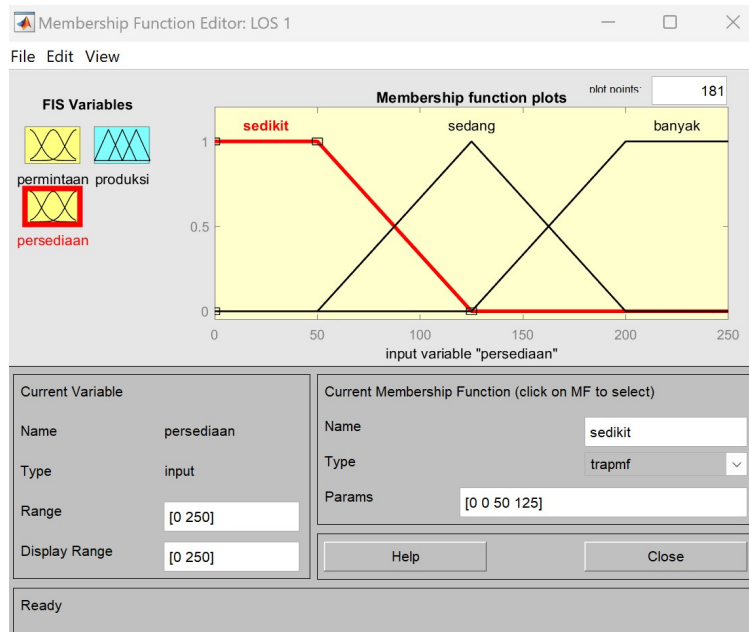 Membership Function Editor: LOS 1
File Edit View
FIS Variables
permintaan produksi
persediaan
Membership function plots
plot points:
181
sedikit
sedang
banyak
1
0.5
0
0
50
100
150
200
250
input variable "persediaan"
Current Variable
Name
persediaan
Type
input
Range
[0 250]
Display Range
[0 250]
Current Membership Function (click on MF to select)
Name
sedikit
Type
trapmf
Params
[0 0 50 125]
Help
Close
Ready